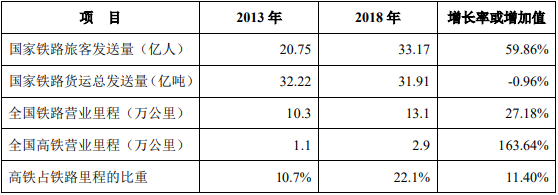 项 目 2013 年 2018 年 增长率或增加值
国家铁路旅客发送量（亿人） 20.75 33.17 59.86%
国家铁路货运总发送量（亿吨） 32.22 31.91 -0.96%
全国铁路营业里程（万公里） 10.3 13.1 27.18%
全国高铁营业里程（万公里） 1.1 2.9 163.64%
高铁占铁路里程的比重 10.7% 22.1% 11.40%